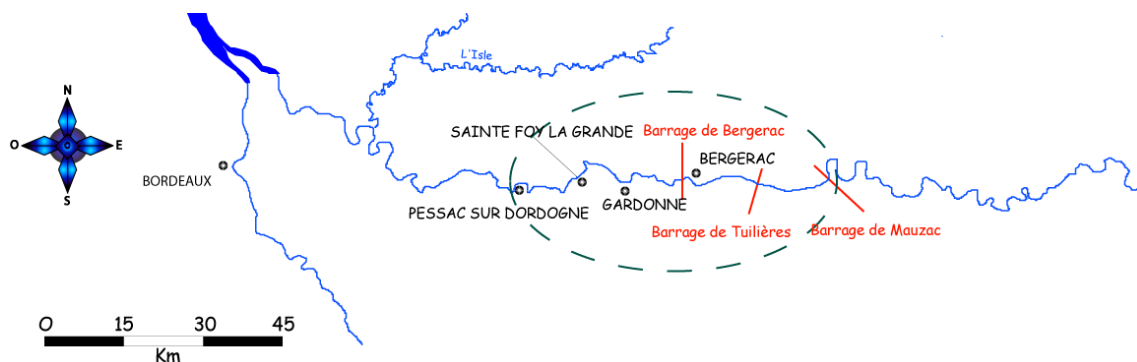 L'Isle
N
O
E
S
SAINTE FOY LA GRANDE
Barrage de Bergerac
BERGERAC
BORDEAUX
PESSAC SUR DORDOGNE
GARDONNE
Barrage de Tuilières
Barrage de Mauzac
0 15 30 45
Km